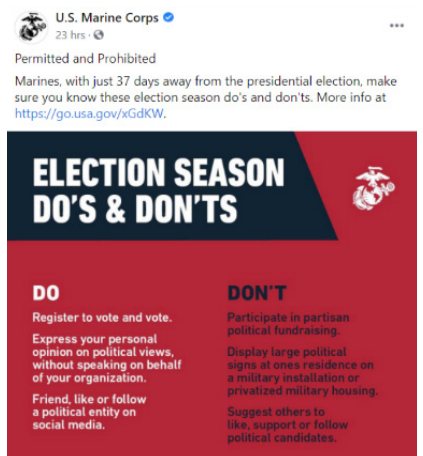 U.S. Marine Corps
23 hrs ·
Permitted and Prohibited
Marines, with just 37 days away from the presidential election, make
sure you know these election season do's and don'ts. More info at
https://go.usa.gov/xGdKW.
ELECTION SEASON
DO'S & DON'TS
DO
Register to vote and vote.
Express your personal
opinion on political views,
without speaking on behalf
of your organization.
Friend, like or follow
a political entity on
social media.
DON'T
Participate in partisan
political fundraising.
Display large political
signs at ones residence on
a military installation or
privatized military housing.
Suggest others to
like, support or follow
political candidates.